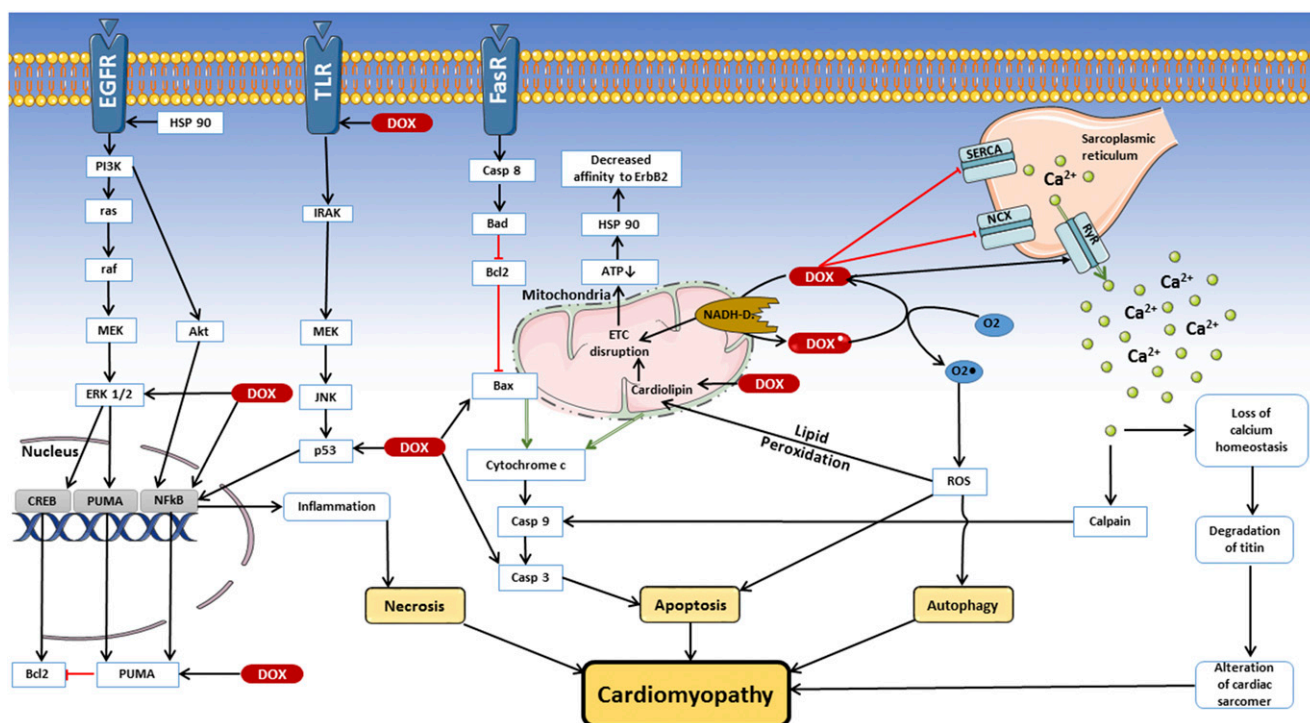 EGFR
TLR
FasR
HSP 90
DOX
SERCA
Sarcoplasmic
reticulum
Ca2+
NCX
RyR
PI3K
Casp 8
Decreased
affinity to ErbB2
ras
IRAK
Bad
HSP 90
raf
Bcl2
ATP↓
DOX
Ca2+
Ca2+
Ca2+
Ca2+
Mitochondria
MEK
Akt
MEK
ETC
disruption
DOX
O2
Bax
Cardiolipin
DOX
O2●
ERK 1/2
DOX
JNK
Nucleus
p53
DOX
Lipid
Peroxidation
Loss of
calcium
homeostasis
Cytochrome c
ROS
CREB
PUMA
NFkB
Inflammation
Casp 9
Calpain
Degradation
of titin
Casp 3
Necrosis
Apoptosis
Autophagy
Bcl2
PUMA
DOX
Cardiomyopathy
Alteration
of cardiac
sarcomer